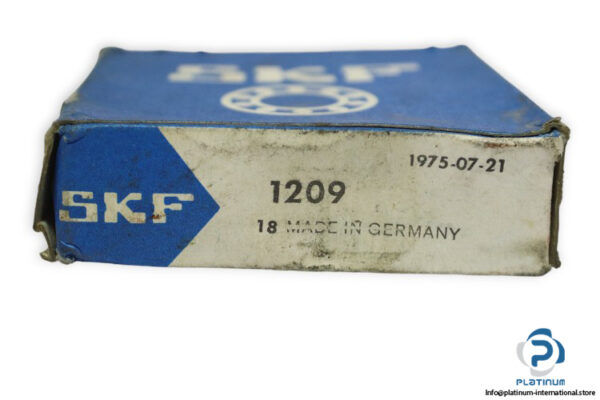 SKF
1975-07-21
1209
SKF
18 MADE IN GERMANY
PLATINUM
Info@platinum-international.store